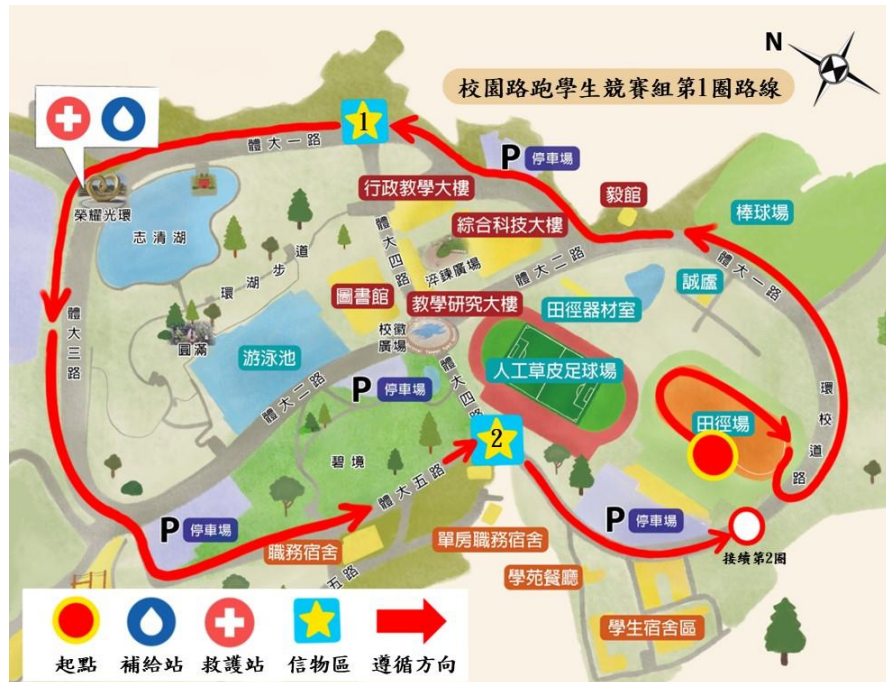 N
校園路跑學生競賽組第1圈路線
1
體大一路
P 停車場
行政教學大樓
毅館
棒球場
榮耀光環
志清湖
綜合科技大樓
體大四路
淬鍊廣場
體大二路
誠廬
體大一路
環湖步道
圖書館
教學研究大樓
田徑器材室
體大三路
圓滿
游泳池
校徽廣場
人工草皮足球場
體大二路
P 停車場
體大四路
田徑場
環校道路
2
碧境
體大五路
P 停車場
職務宿舍
單房職務宿舍
P 停車場
接續第2圈
五路
學苑餐廳
學生宿舍區
起點
補給站
救護站
信物區
遵循方向